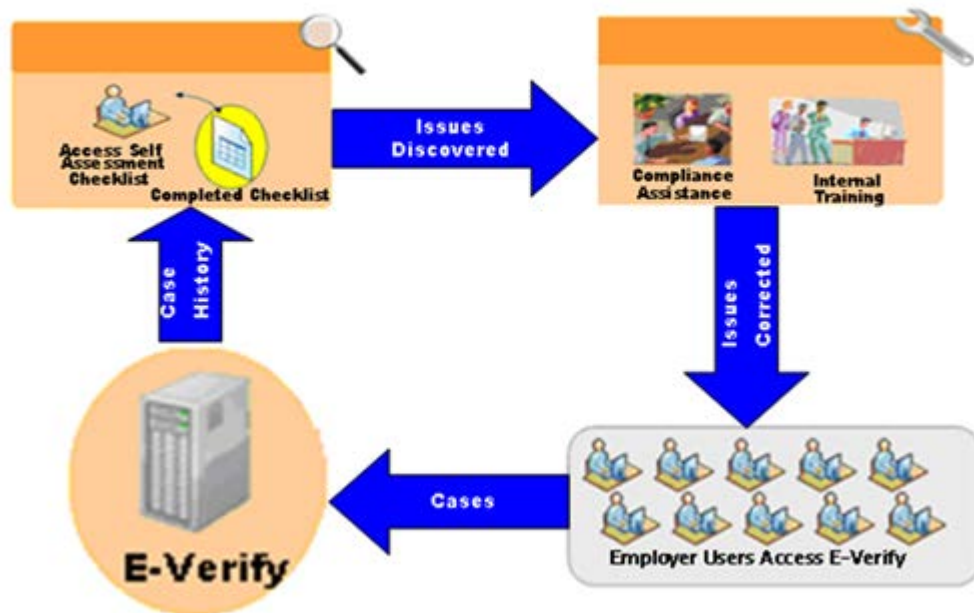 Access Self
Assessment
Checklist
Completed Checklist
Issues
Discovered
Compliance
Assistance
Internal
Training
Case
History
Issues
Corrected
E-Verify
Cases
Employer Users Access E-Verify